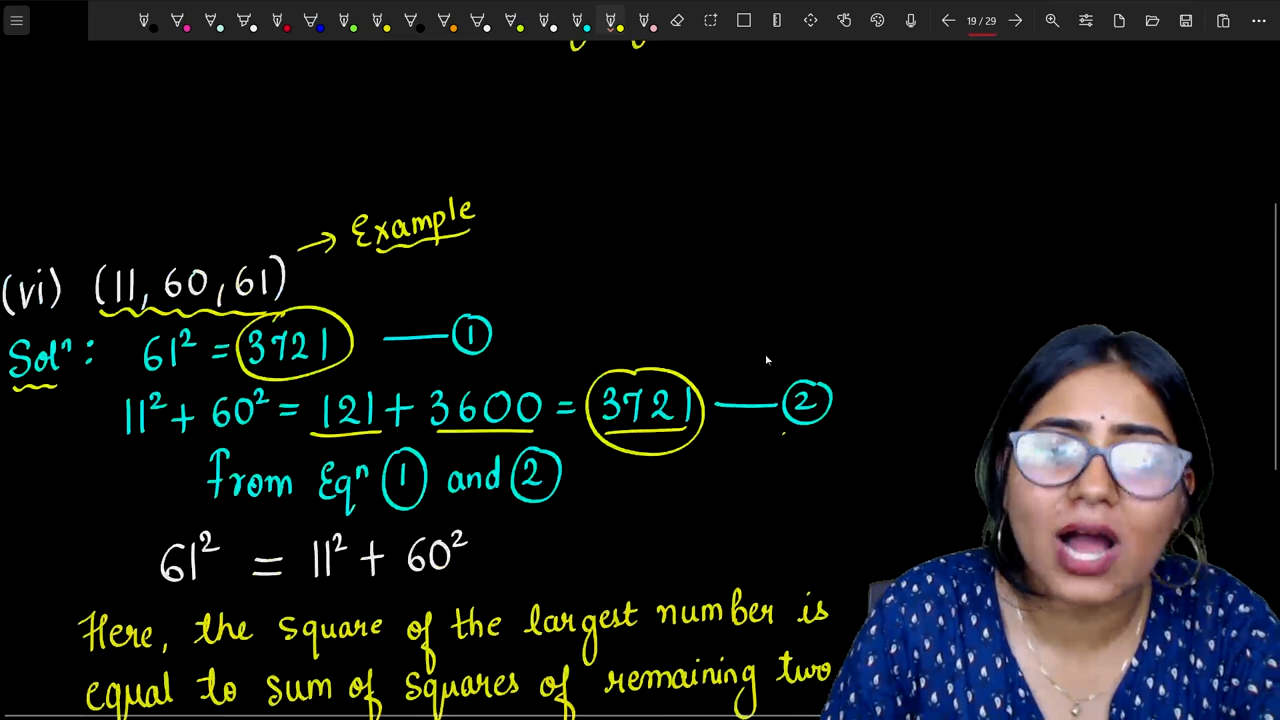 19 / 29
→ Example
(vi) (11, 60, 61)
Solⁿ: 61² = 3721 —— ①
11² + 60² = 121 + 3600 = 3721 —— ②
from Eqⁿ ① and ②
61² = 11² + 60²
Here, the square of the largest number is
equal to sum of squares of remaining two